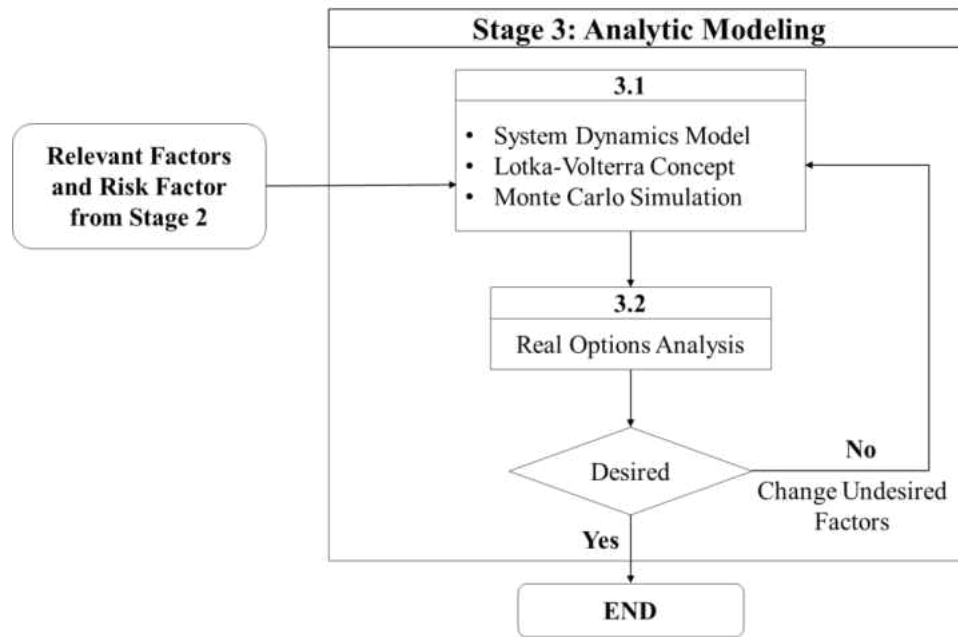 Stage 3: Analytic Modeling
3.1
• System Dynamics Model
• Lotka-Volterra Concept
• Monte Carlo Simulation
Relevant Factors
and Risk Factor
from Stage 2
3.2
Real Options Analysis
Desired
No
Change Undesired
Factors
Yes
END